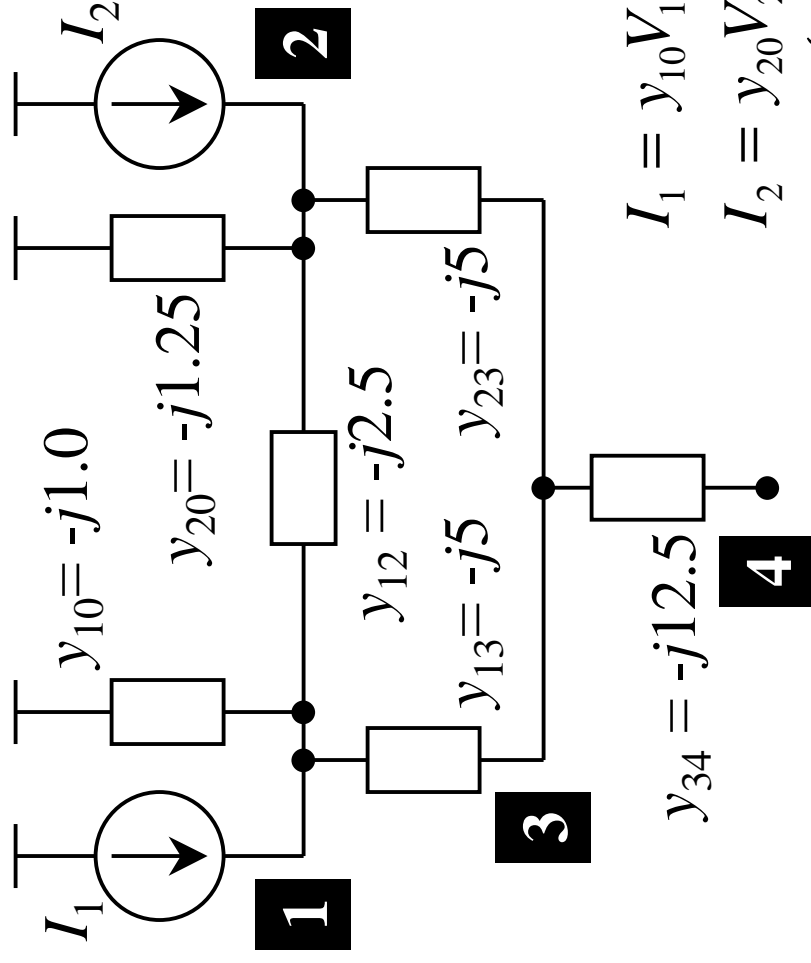 I₁
y₁₀= -j1.0
I₂
y₂₀= -j1.25
1
2
y₁₂ = -j2.5
y₁₃= -j5
y₂₃= -j5
3
y₃₄ = -j12.5
4
I₁ = y₁₀V₁
I₂ = y₂₀V